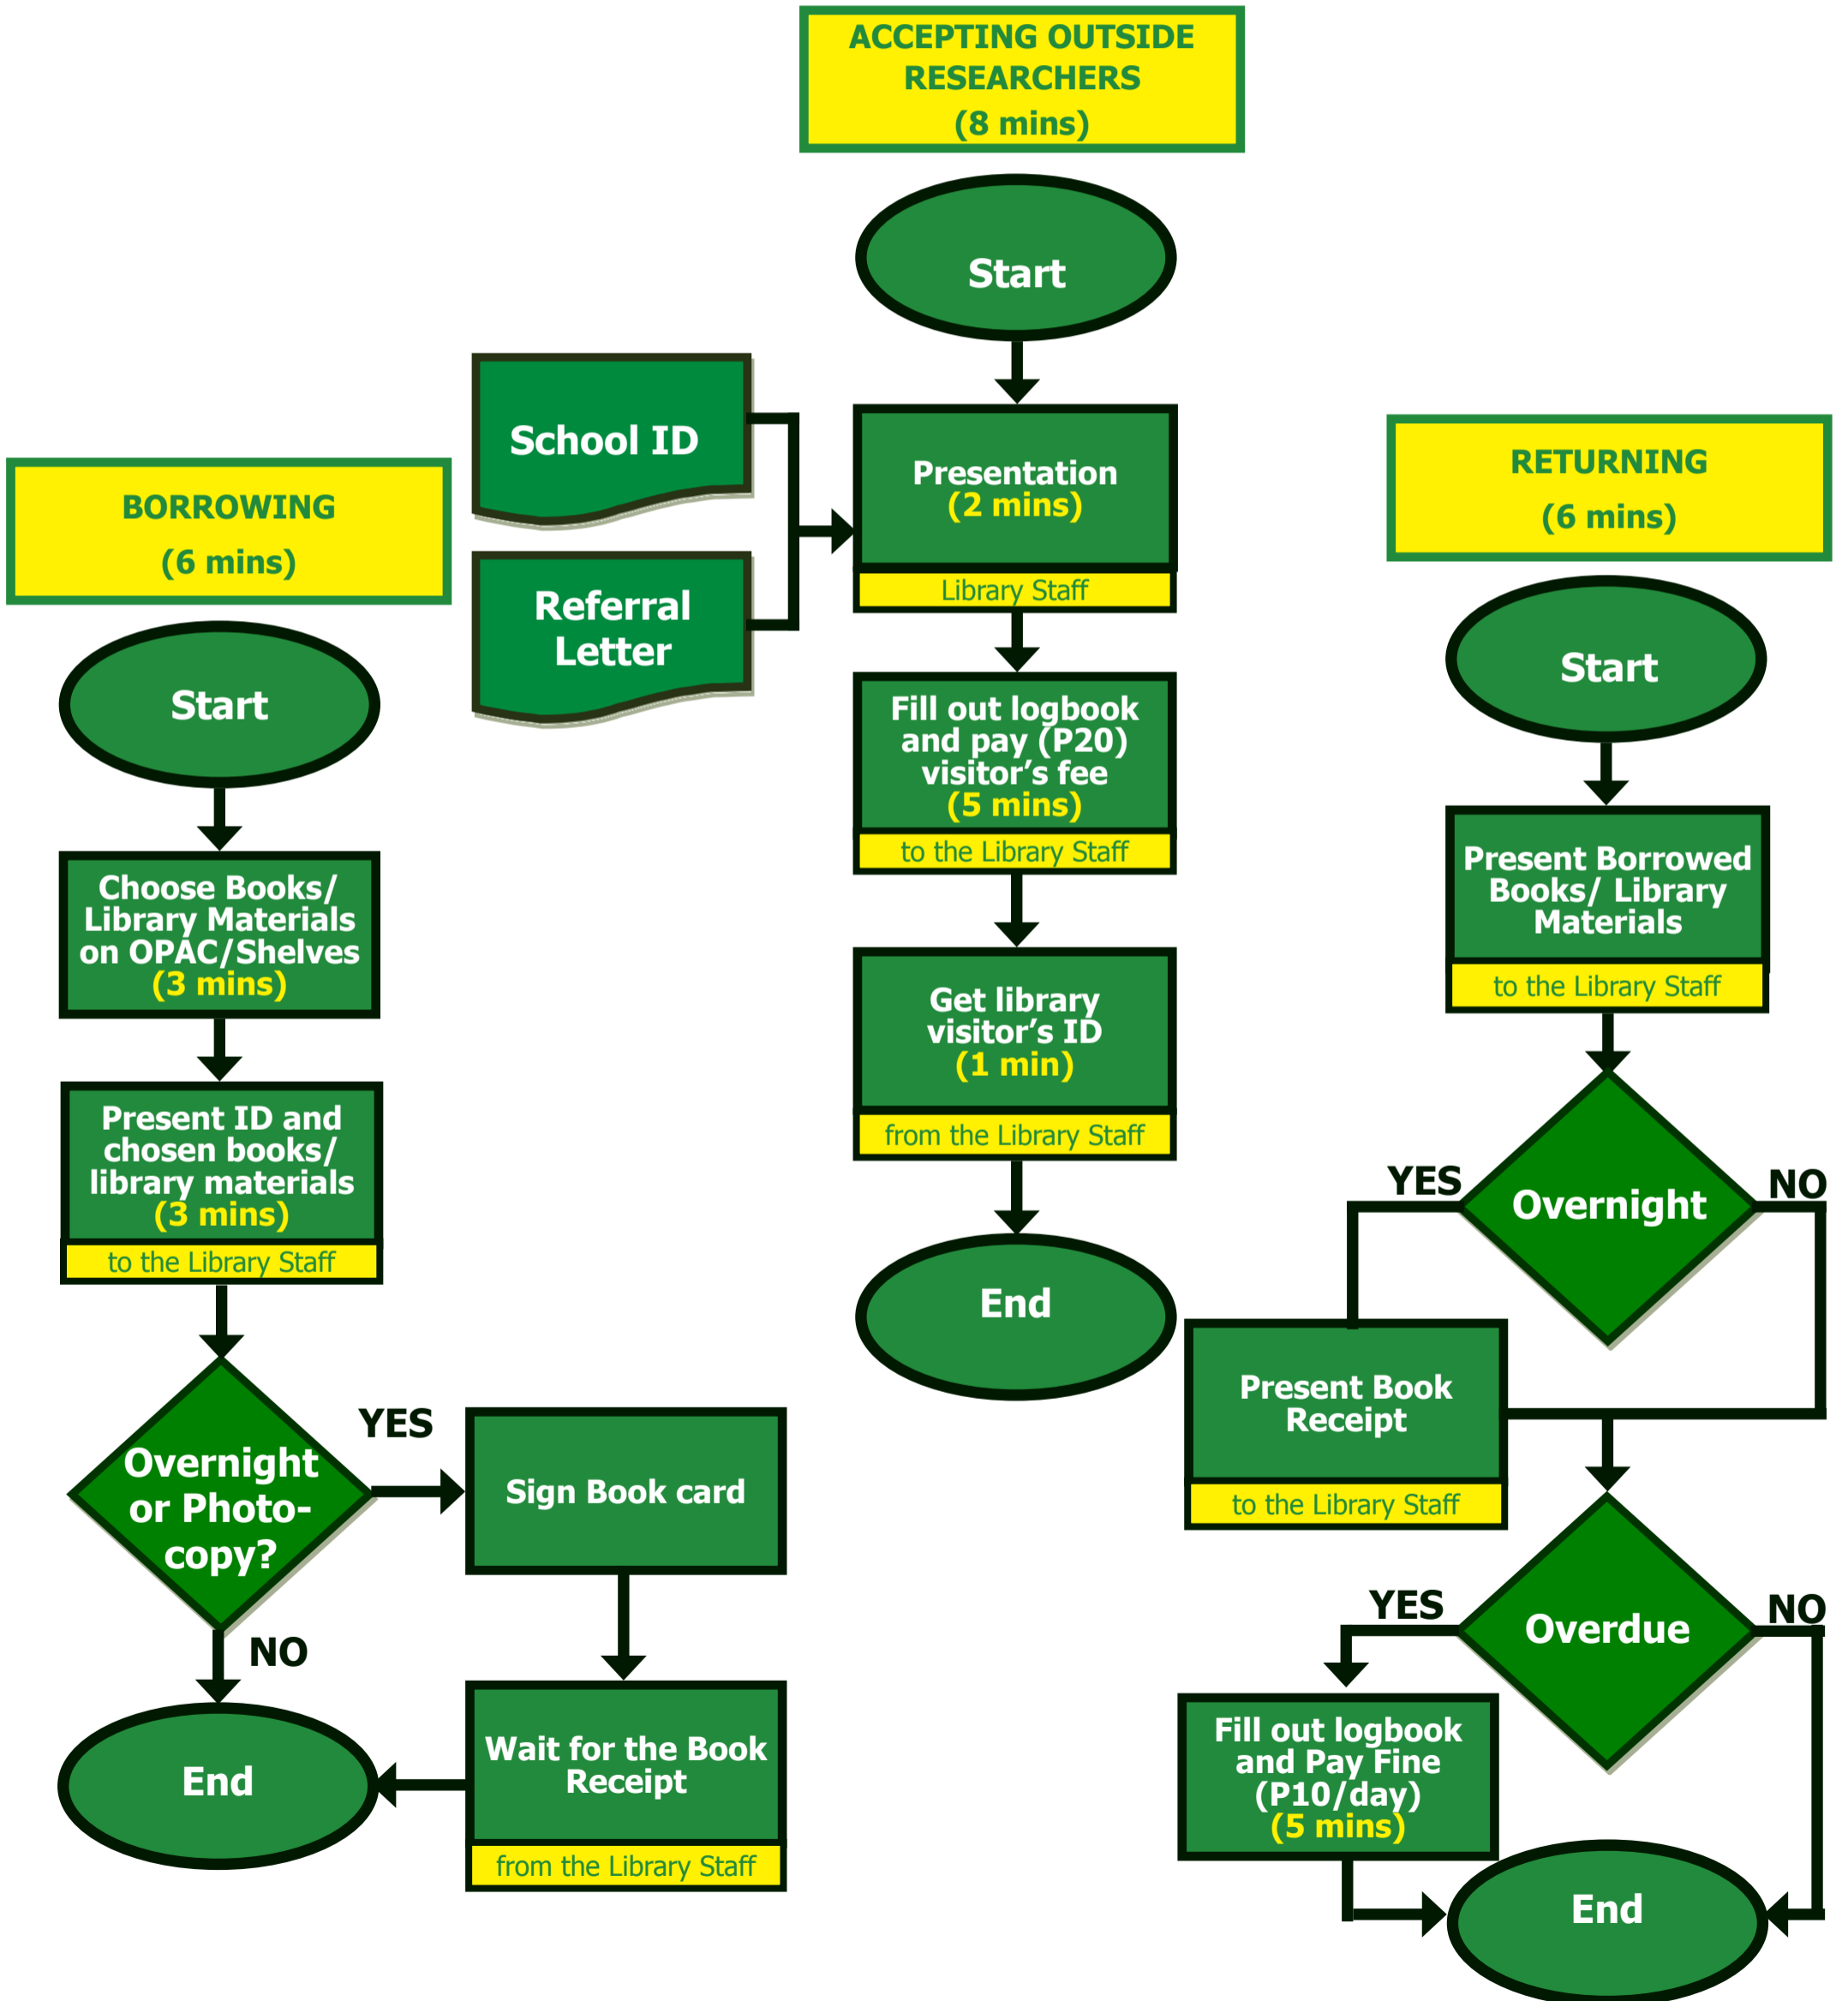 ACCEPTING OUTSIDE
RESEARCHERS
(8 mins)
Start
School ID
Referral
Letter
Presentation
(2 mins)
Library Staff
Fill out logbook
and pay (P20)
visitor’s fee
(5 mins)
to the Library Staff
Get library
visitor’s ID
(1 min)
from the Library Staff
End
BORROWING
(6 mins)
Start
Choose Books/
Library Materials
on OPAC/Shelves
(3 mins)
Present ID and
chosen books/
library materials
(3 mins)
to the Library Staff
Overnight
or Photo-
copy?
YES
NO
Sign Book card
Wait for the Book
Receipt
from the Library Staff
End
RETURNING
(6 mins)
Start
Present Borrowed
Books/ Library
Materials
to the Library Staff
Overnight
YES
NO
Present Book
Receipt
to the Library Staff
Overdue
YES
NO
Fill out logbook
and Pay Fine
(P10/day)
(5 mins)
End